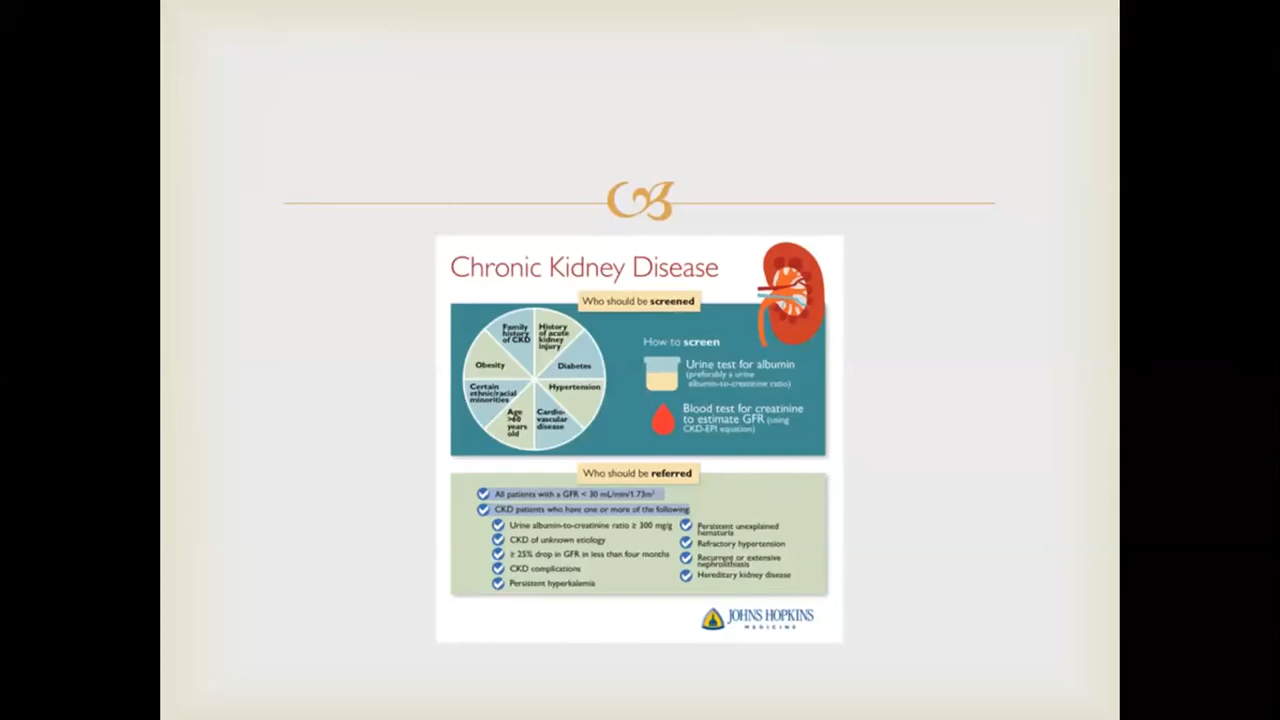 Chronic Kidney Disease
Who should be screened
Family
history
of CKD
History
of acute
kidney
injury
Obesity
Diabetes
Certain
ethnic/racial
minorities
Hypertension
Age
>60
years
old
Cardio-
vascular
disease
How to screen
Urine test for albumin
(preferably a urine
albumin-to-creatinine ratio)
Blood test for creatinine
to estimate GFR (using
CKD-EPI equation)
Who should be referred
All patients with a GFR < 30 mL/min/1.73m²
CKD patients who have one or more of the following
Urine albumin-to-creatinine ratio ≥ 300 mg/g
CKD of unknown etiology
≥ 25% drop in GFR in less than four months
CKD complications
Persistent hyperkalemia
Persistent unexplained
hematuria
Refractory hypertension
Recurrent or extensive
nephrolithiasis
Hereditary kidney disease
JOHNS HOPKINS
MEDICINE